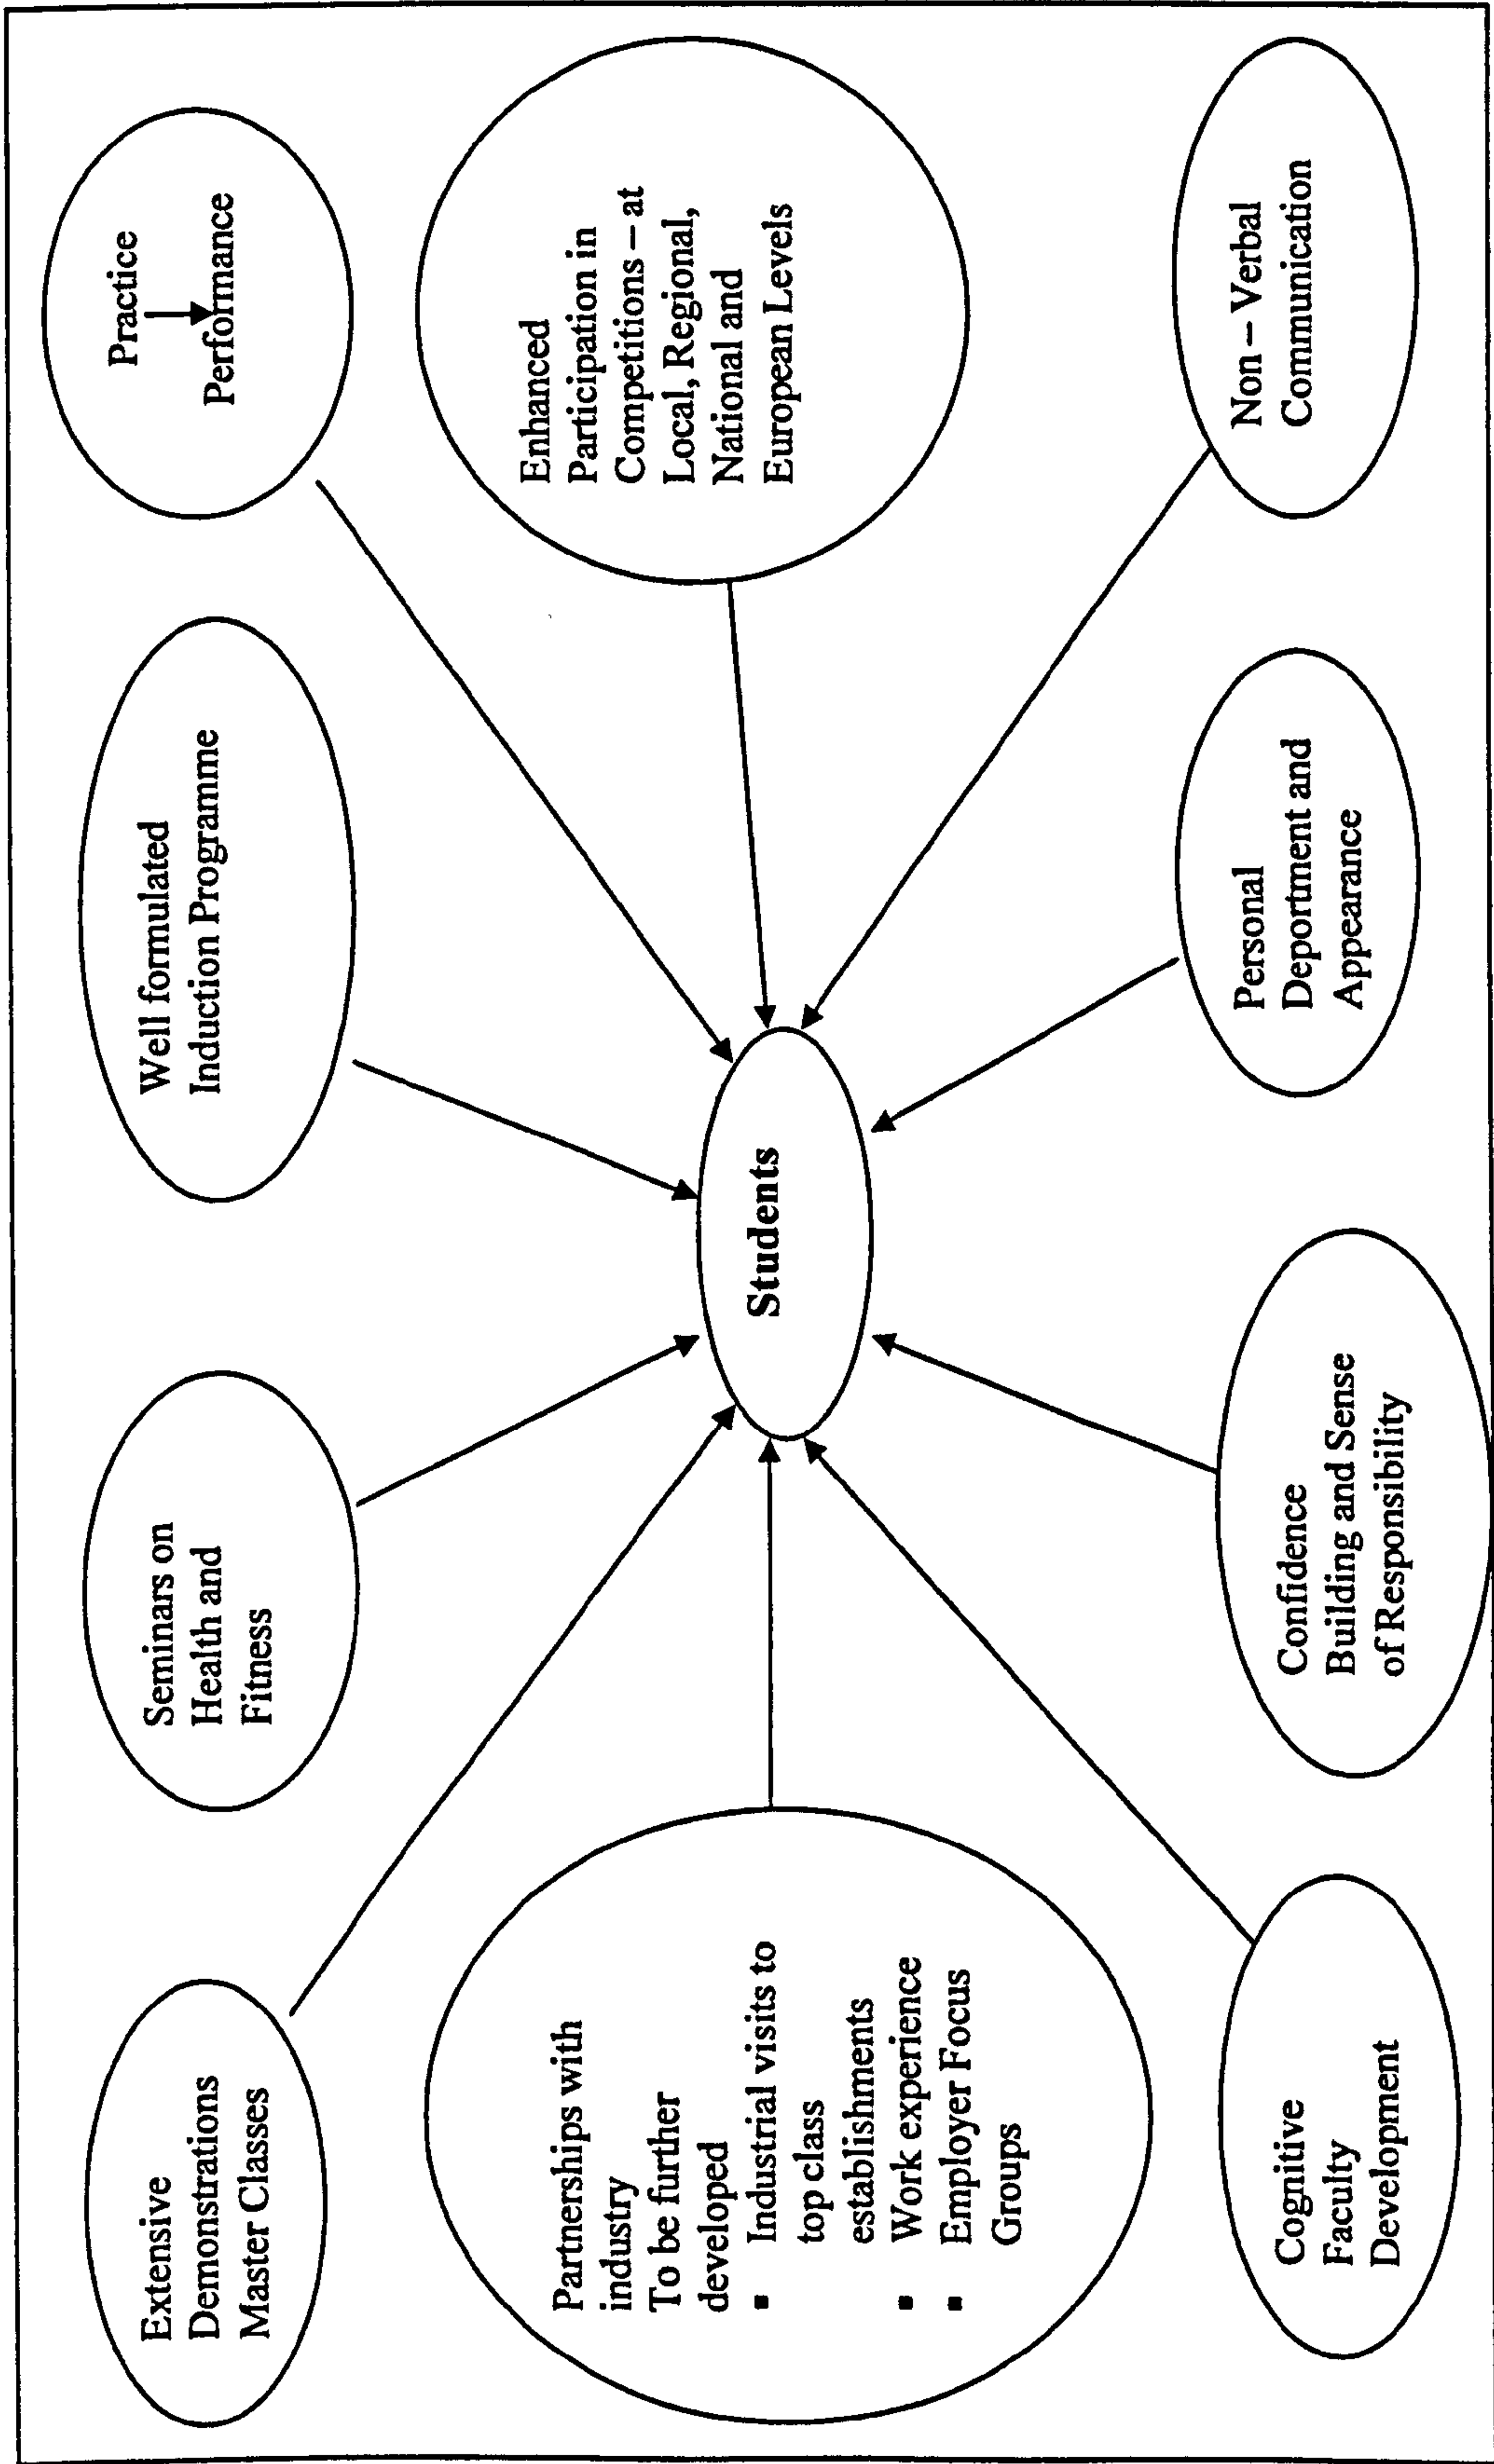 Extensive
Demonstrations
Master Classes
Seminars on
Health and
Fitness
Well formulated
Induction Programme
Practice
Performance
Partnerships with
industry
To be further
developed
▪ Industrial visits to
top class
establishments
▪ Work experience
▪ Employer Focus
Groups
Students
Enhanced
Participation in
Competitions – at
Local, Regional,
National and
European Levels
Cognitive
Faculty
Development
Confidence
Building and Sense
of Responsibility
Personal
Deportment and
Appearance
Non – Verbal
Communication